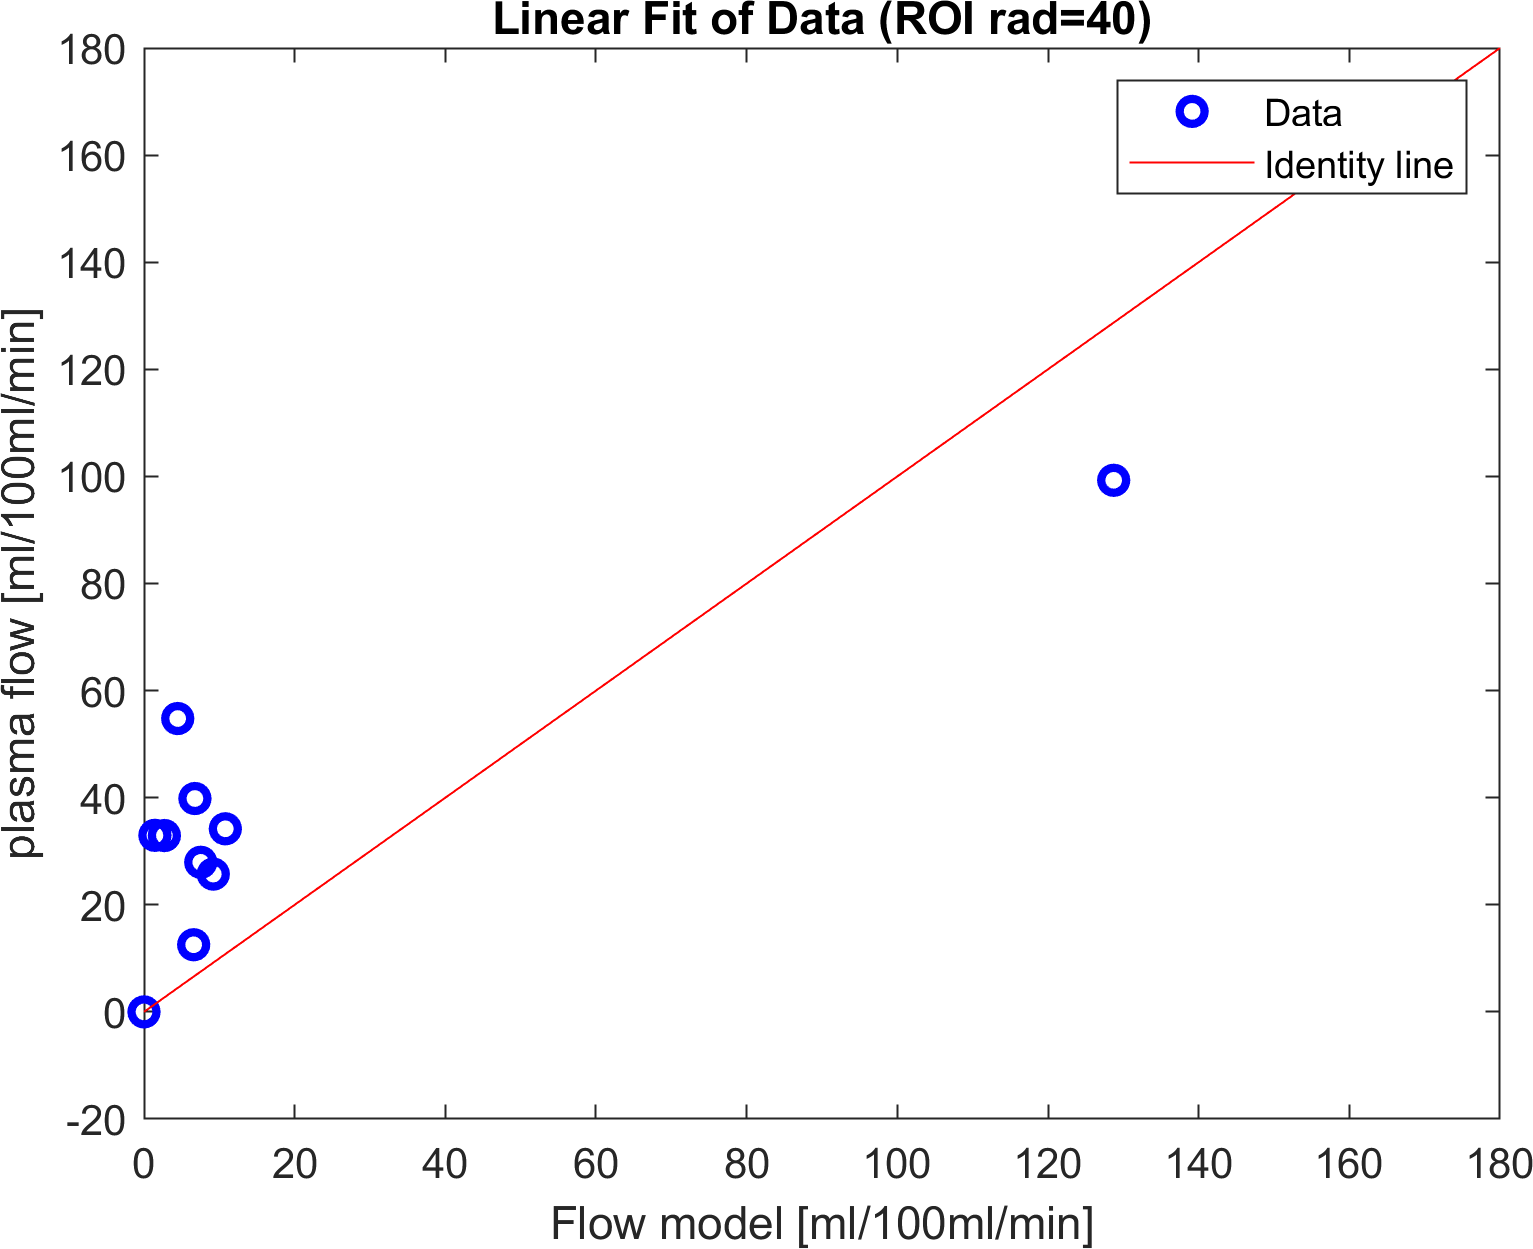 Linear Fit of Data (ROI rad=40)
180
160
140
120
100
80
60
40
20
0
-20
plasma flow [ml/100ml/min]
Data
Identity line
0 20 40 60 80 100 120 140 160 180
Flow model [ml/100ml/min]